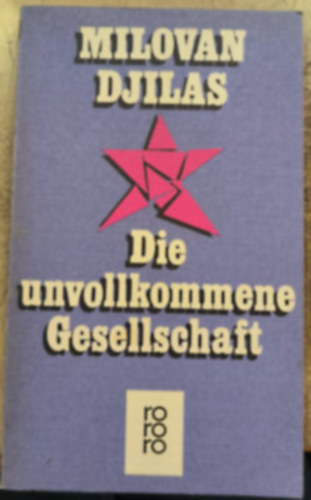 MILOVAN
DJILAS
Die
unvollkommene
Gesellschaft
ro
ro
ro